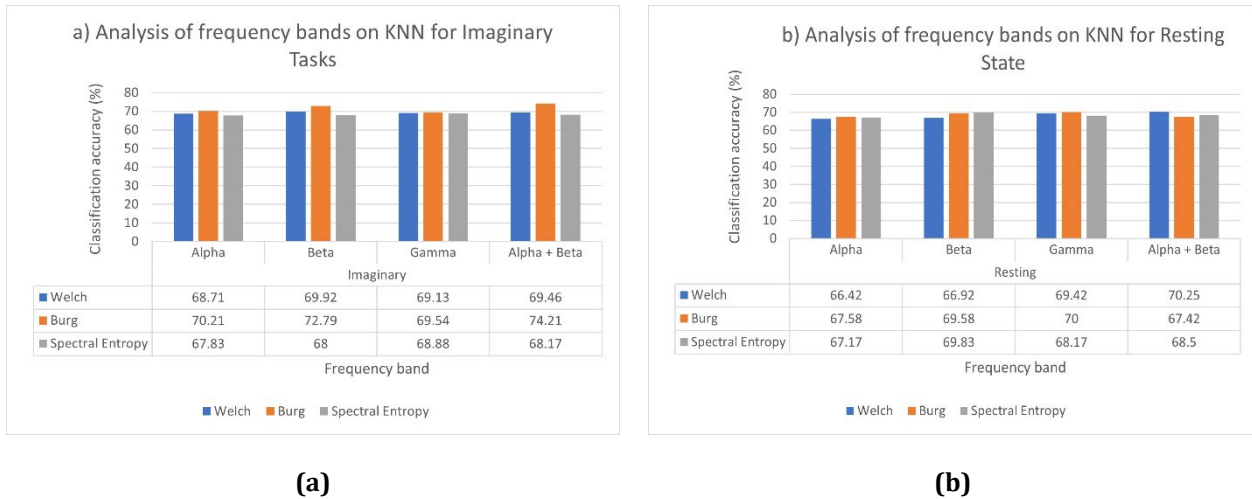 a) Analysis of frequency bands on KNN for Imaginary
Tasks
Classification accuracy (%)
80
70
60
50
40
30
20
10
0
Alpha Beta Gamma Alpha + Beta
Imaginary
Welch 68.71 69.92 69.13 69.46
Burg 70.21 72.79 69.54 74.21
Spectral Entropy 67.83 68 68.88 68.17
Frequency band
Welch Burg Spectral Entropy
(a)
b) Analysis of frequency bands on KNN for Resting
State
Classification accuracy (%)
80
70
60
50
40
30
20
10
0
Alpha Beta Gamma Alpha + Beta
Resting
Welch 66.42 66.92 69.42 70.25
Burg 67.58 69.58 70 67.42
Spectral Entropy 67.17 69.83 68.17 68.5
Frequency band
Welch Burg Spectral Entropy
(b)